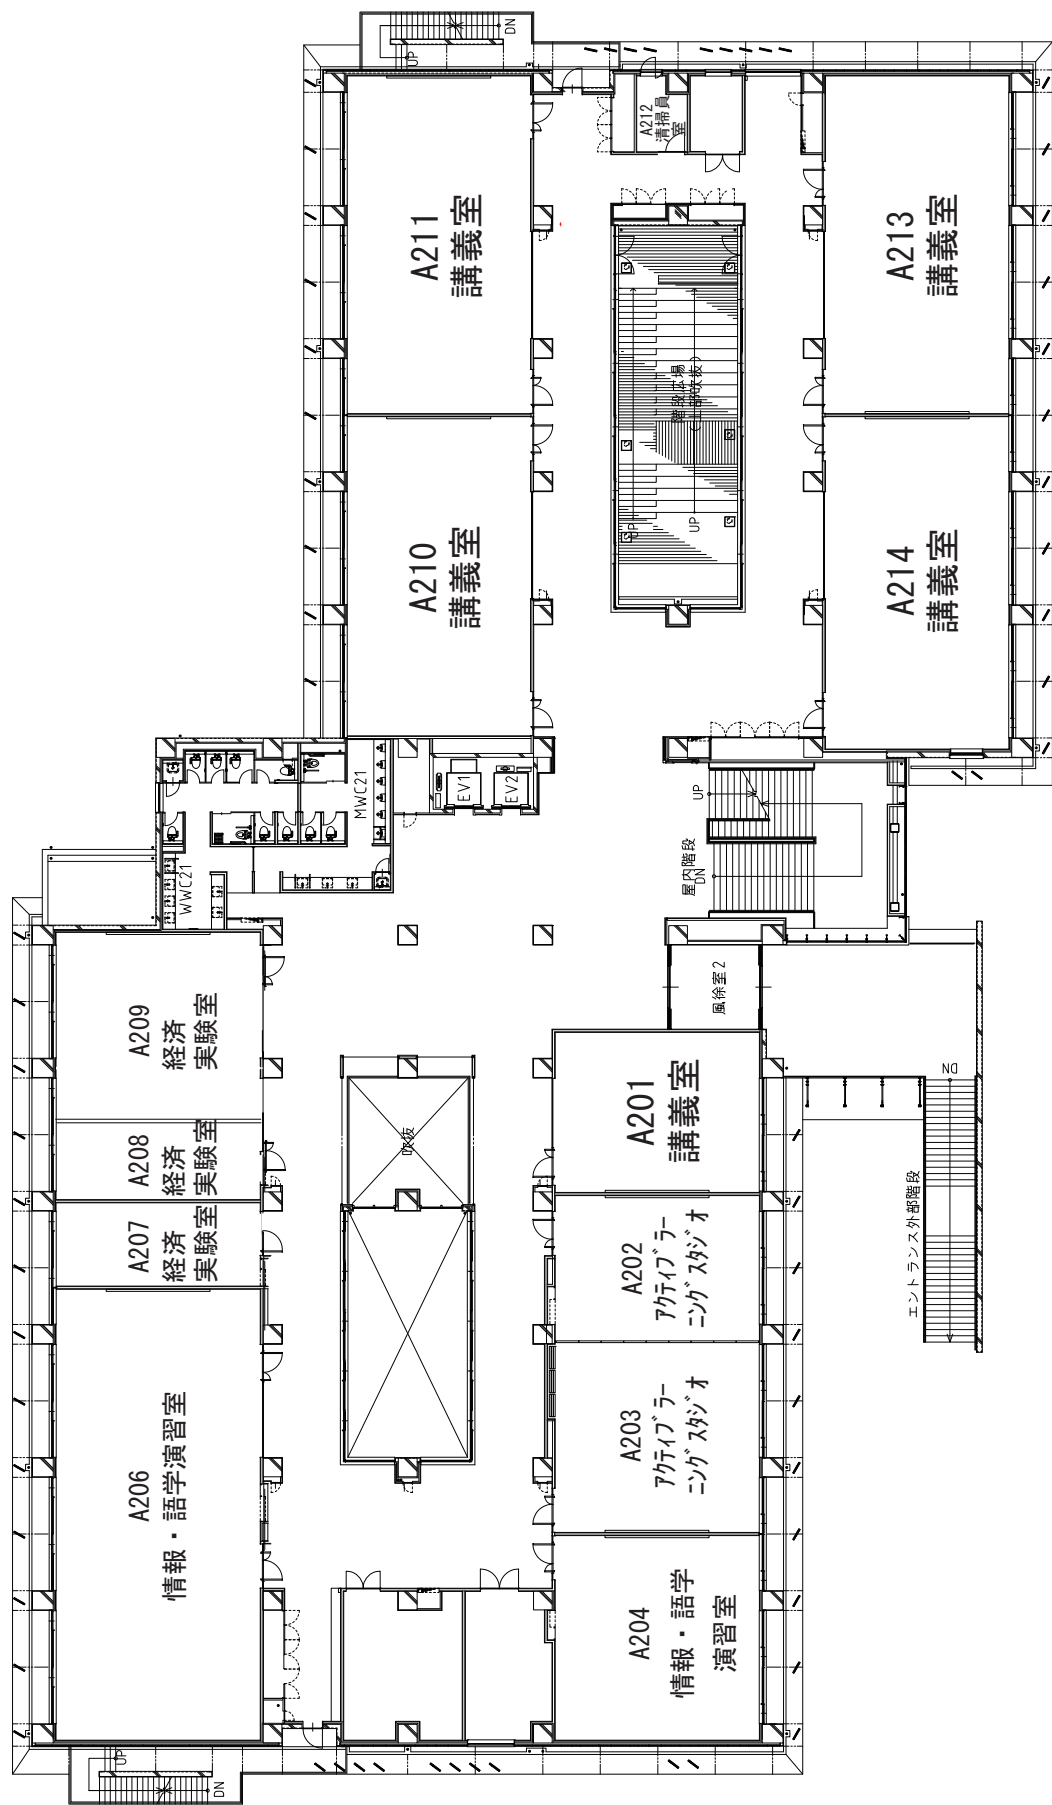 DN
UP
A212
清掃員
室
A211
講義室
A213
講義室
階段広場
(上部吹抜)
UP
UP
A210
講義室
A214
講義室
EV1
EV2
MWC21
WWC21
UP
屋内階段
DN
風徐室2
A209
経済
実験室
A208
経済
実験室
A207
経済
実験室
吹抜
A201
講義室
DN
エントランス外部階段
A202
アクティブラー
ニングスタジオ
A203
アクティブラー
ニングスタジオ
A206
情報・語学演習室
A204
情報・語学
演習室
UP
DN